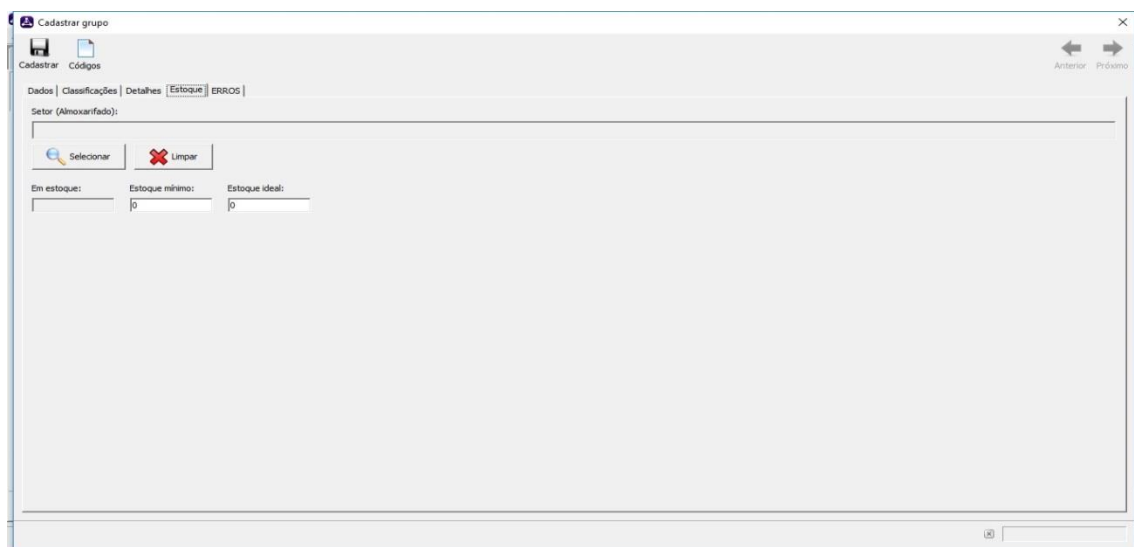 Cadastrar grupo
Cadastrar Códigos
Anterior Próximo
Dados Classificações Detalhes Estoque ERROS
Setor (Almoxarifado):
Selecionar Limpar
Em estoque: Estoque mínimo: Estoque ideal:
0 0